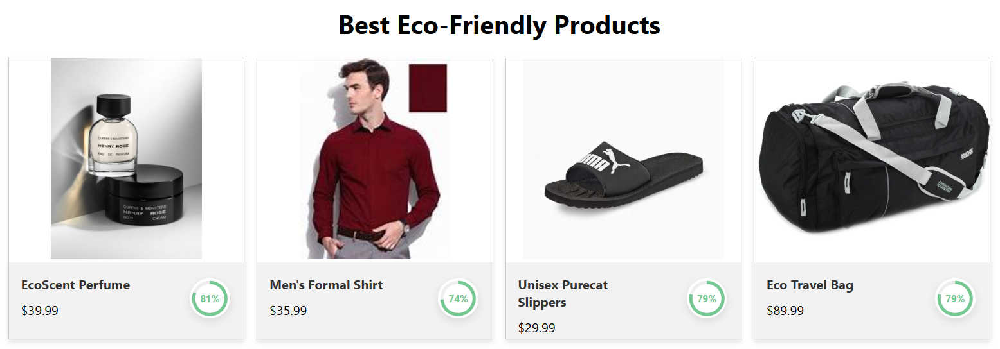 Best Eco-Friendly Products
QUEENS & MONSTERS
HENRY ROSE
EAU DE PARFUM
QUEENS & MONSTERS
HENRY ROSE
BODY CREAM
PUMA
AMERICAN
TOURISTER
AMERICAN
TOURISTER
EcoScent Perfume
$39.99
81%
Men's Formal Shirt
$35.99
74%
Unisex Purecat
Slippers
$29.99
79%
Eco Travel Bag
$89.99
79%